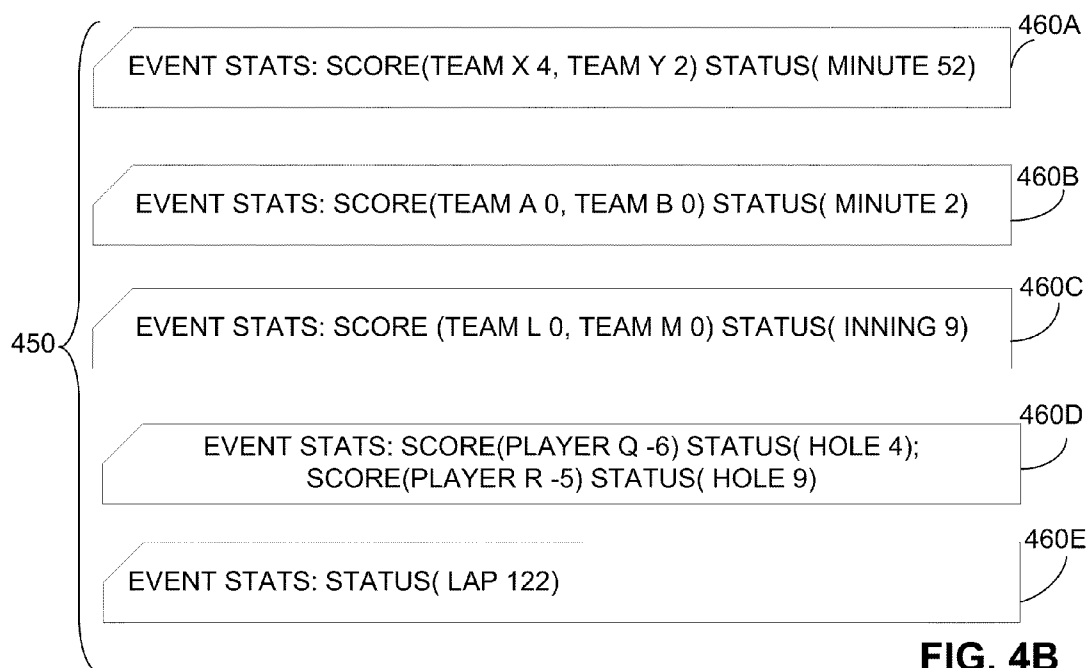 460A
EVENT STATS: SCORE(TEAM X 4, TEAM Y 2) STATUS( MINUTE 52)
460B
EVENT STATS: SCORE(TEAM A 0, TEAM B 0) STATUS( MINUTE 2)
460C
EVENT STATS: SCORE (TEAM L 0, TEAM M 0) STATUS( INNING 9)
450
460D
EVENT STATS: SCORE(PLAYER Q -6) STATUS( HOLE 4);
SCORE(PLAYER R -5) STATUS( HOLE 9)
460E
EVENT STATS: STATUS( LAP 122)
FIG. 4B